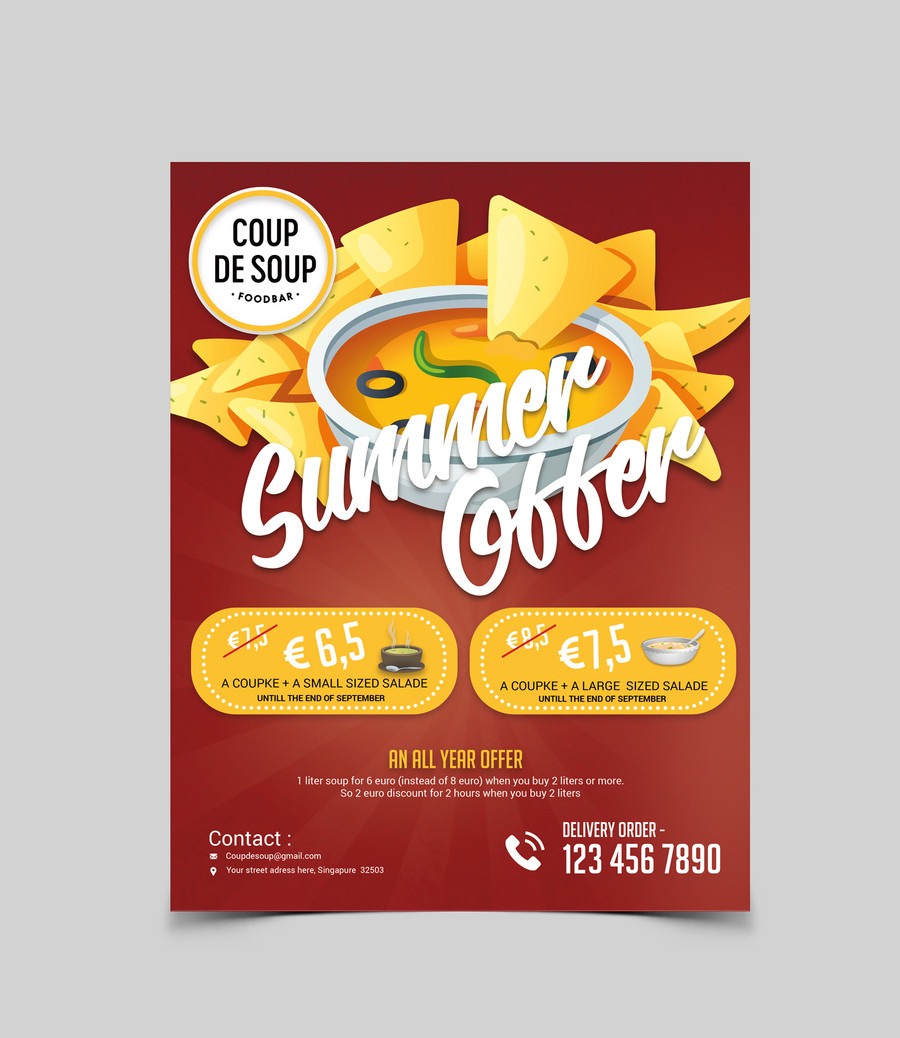 COUP
DE SOUP
• FOODBAR •
Summer
Offer
€7,5 €6,5
A COUPKE + A SMALL SIZED SALADE
UNTILL THE END OF SEPTEMBER
€8,5 €7,5
A COUPKE + A LARGE SIZED SALADE
UNTILL THE END OF SEPTEMBER
AN ALL YEAR OFFER
1 liter soup for 6 euro (instead of 8 euro) when you buy 2 liters or more.
So 2 euro discount for 2 hours when you buy 2 liters
Contact :
Coupdesoup@gmail.com
Your street adress here, Singapure 32503
DELIVERY ORDER -
123 456 7890